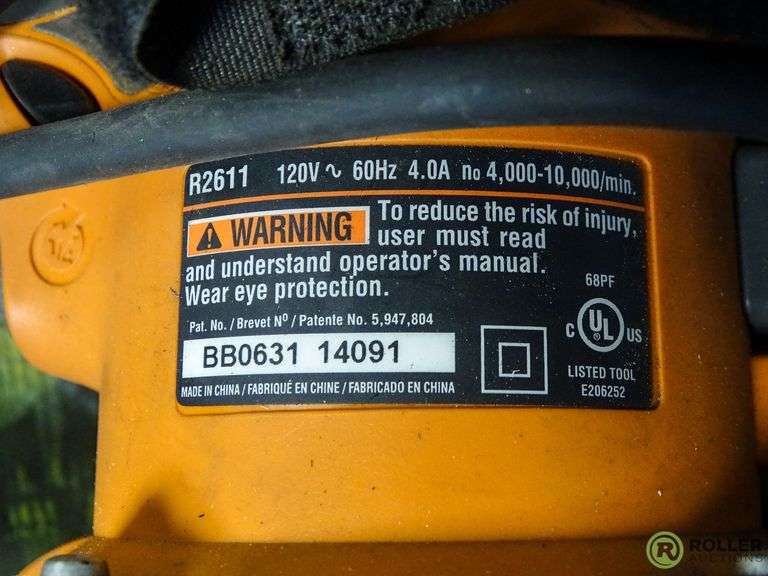 R2611 120V ~ 60Hz 4.0A no 4,000-10,000/min.
WARNING To reduce the risk of injury,
user must read
and understand operator's manual.
Wear eye protection.
68PF
Pat. No. / Brevet Nº / Patente No. 5,947,804
C UL US
BB0631 14091
LISTED TOOL
E206252
MADE IN CHINA / FABRIQUÉ EN CHINE / FABRICADO EN CHINA
R ROLLER
AUCTIONS